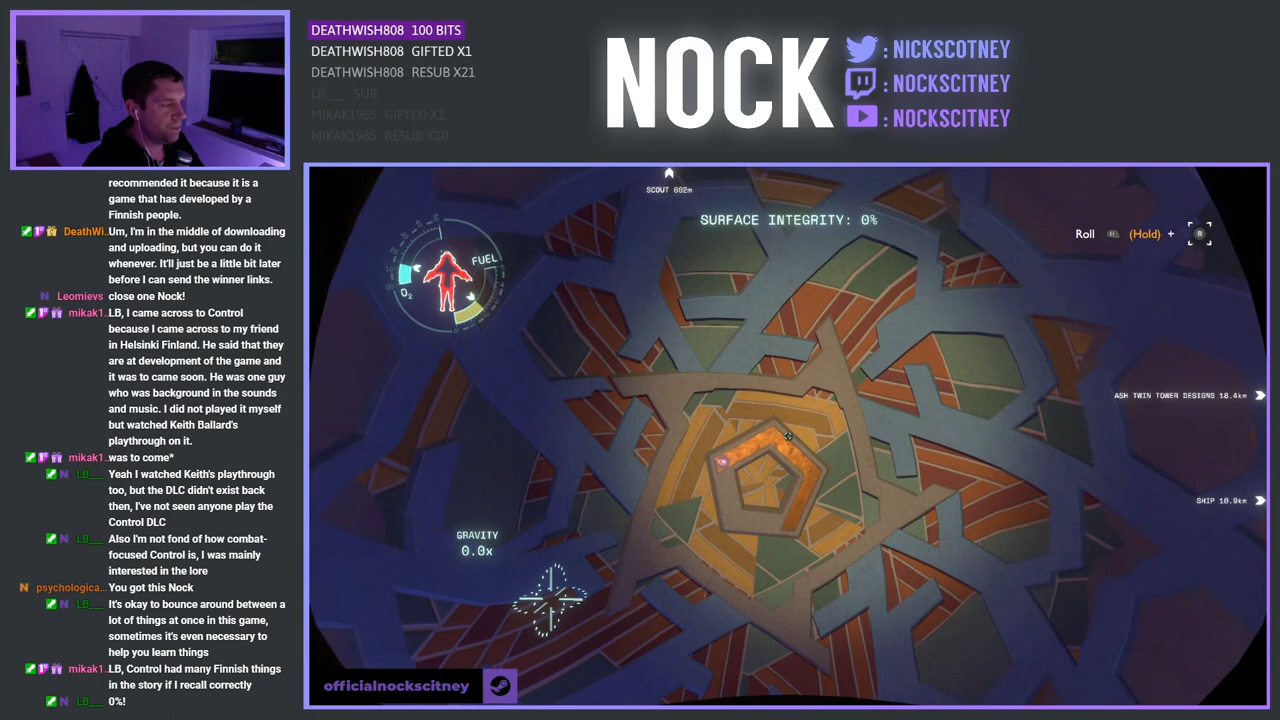 DEATHWISH808 100 BITS
DEATHWISH808 GIFTED X1
DEATHWISH808 RESUB X21
LB___ SUB
MIKAK1985 GIFTED X1
MIKAK1985 RESUB X10
NOCK
: NICKSCOTNEY
: NOCKSCITNEY
: NOCKSCITNEY
recommended it because it is a
game that has developed by a
Finnish people.
DeathWi.. Um, I'm in the middle of downloading
and uploading, but you can do it
whenever. It'll just be a little bit later
before I can send the winner links.
Leomievs close one Nock!
mikak1.. LB, I came across to Control
because I came across to my friend
in Helsinki Finland. He said that they
are at development of the game and
it was to came soon. He was one guy
who was background in the sounds
and music. I did not played it myself
but watched Keith Ballard's
playthrough on it.
mikak1.. was to come*
LB___ Yeah I watched Keith's playthrough
too, but the DLC didn't exist back
then, I've not seen anyone play the
Control DLC
LB___ Also I'm not fond of how combat-
focused Control is, I was mainly
interested in the lore
psychologica... You got this Nock
LB___ It's okay to bounce around between a
lot of things at once in this game,
sometimes it's even necessary to
help you learn things
mikak1.. LB, Control had many Finnish things
in the story if I recall correctly
LB___ 0%!
SCOUT 602m
SURFACE INTEGRITY: 0%
Roll (Hold) + R
FUEL
O2
ASH TWIN TOWER DESIGNS 18.4km
SHIP 10.9km
GRAVITY
0.0x
officialnockscitney